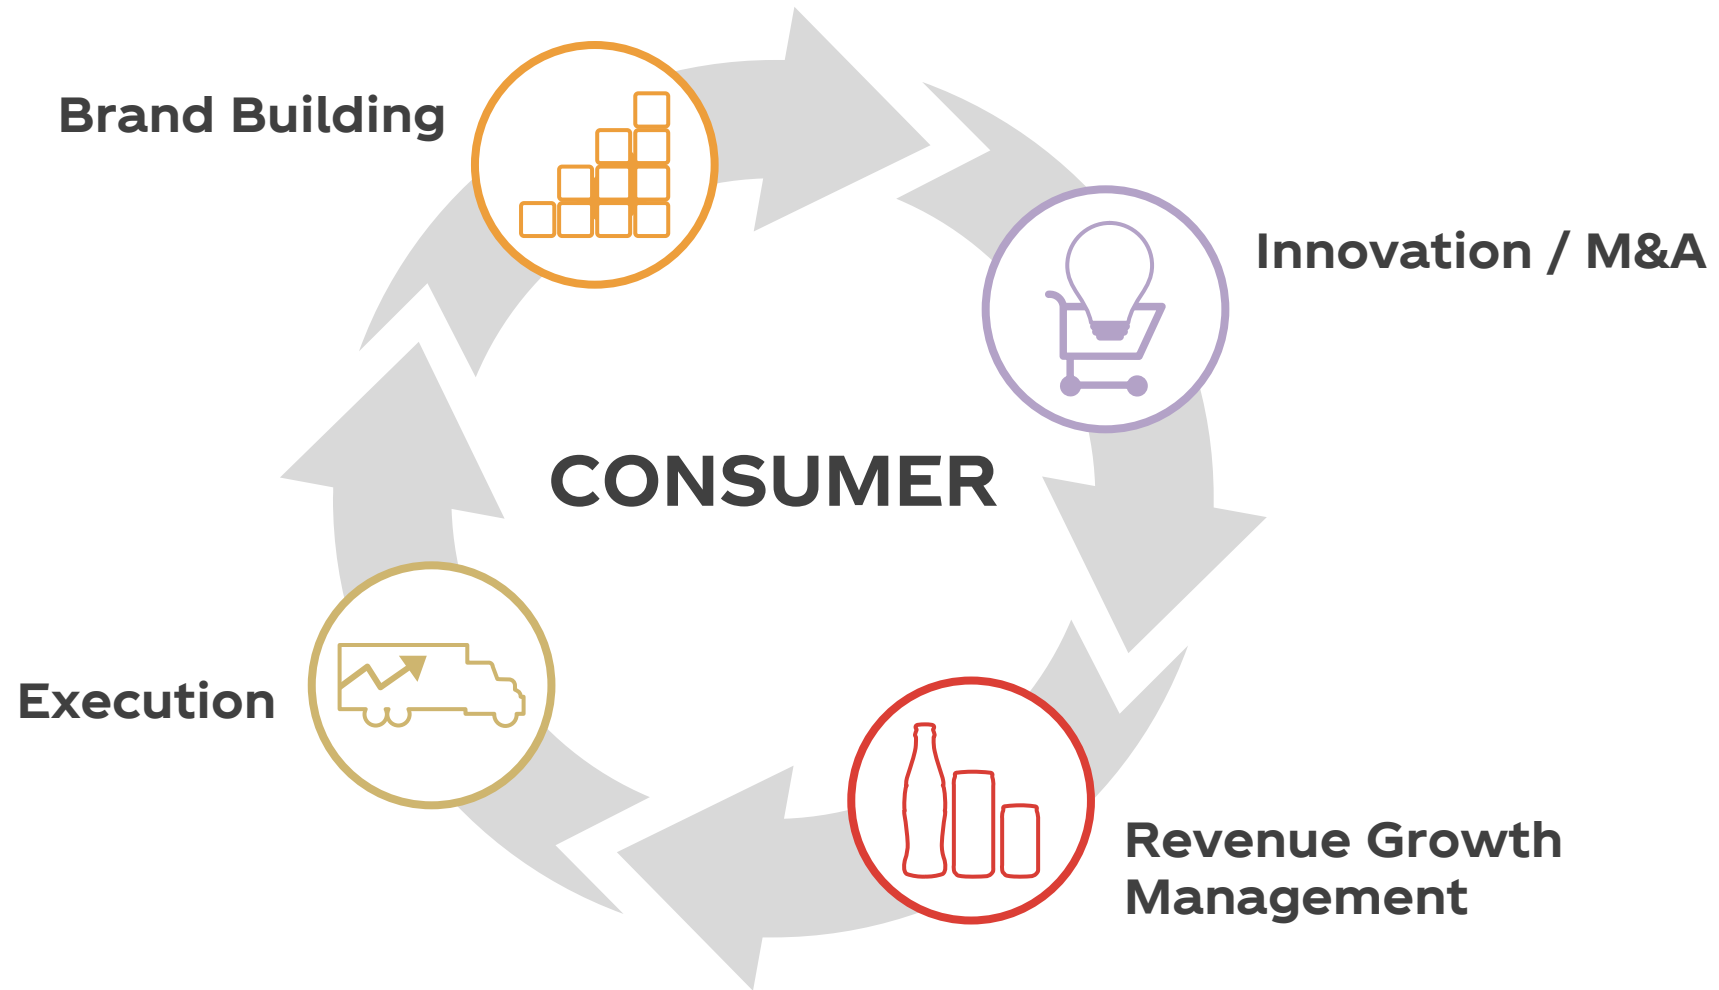 Brand Building
Innovation / M&A
CONSUMER
Execution
Revenue Growth
Management